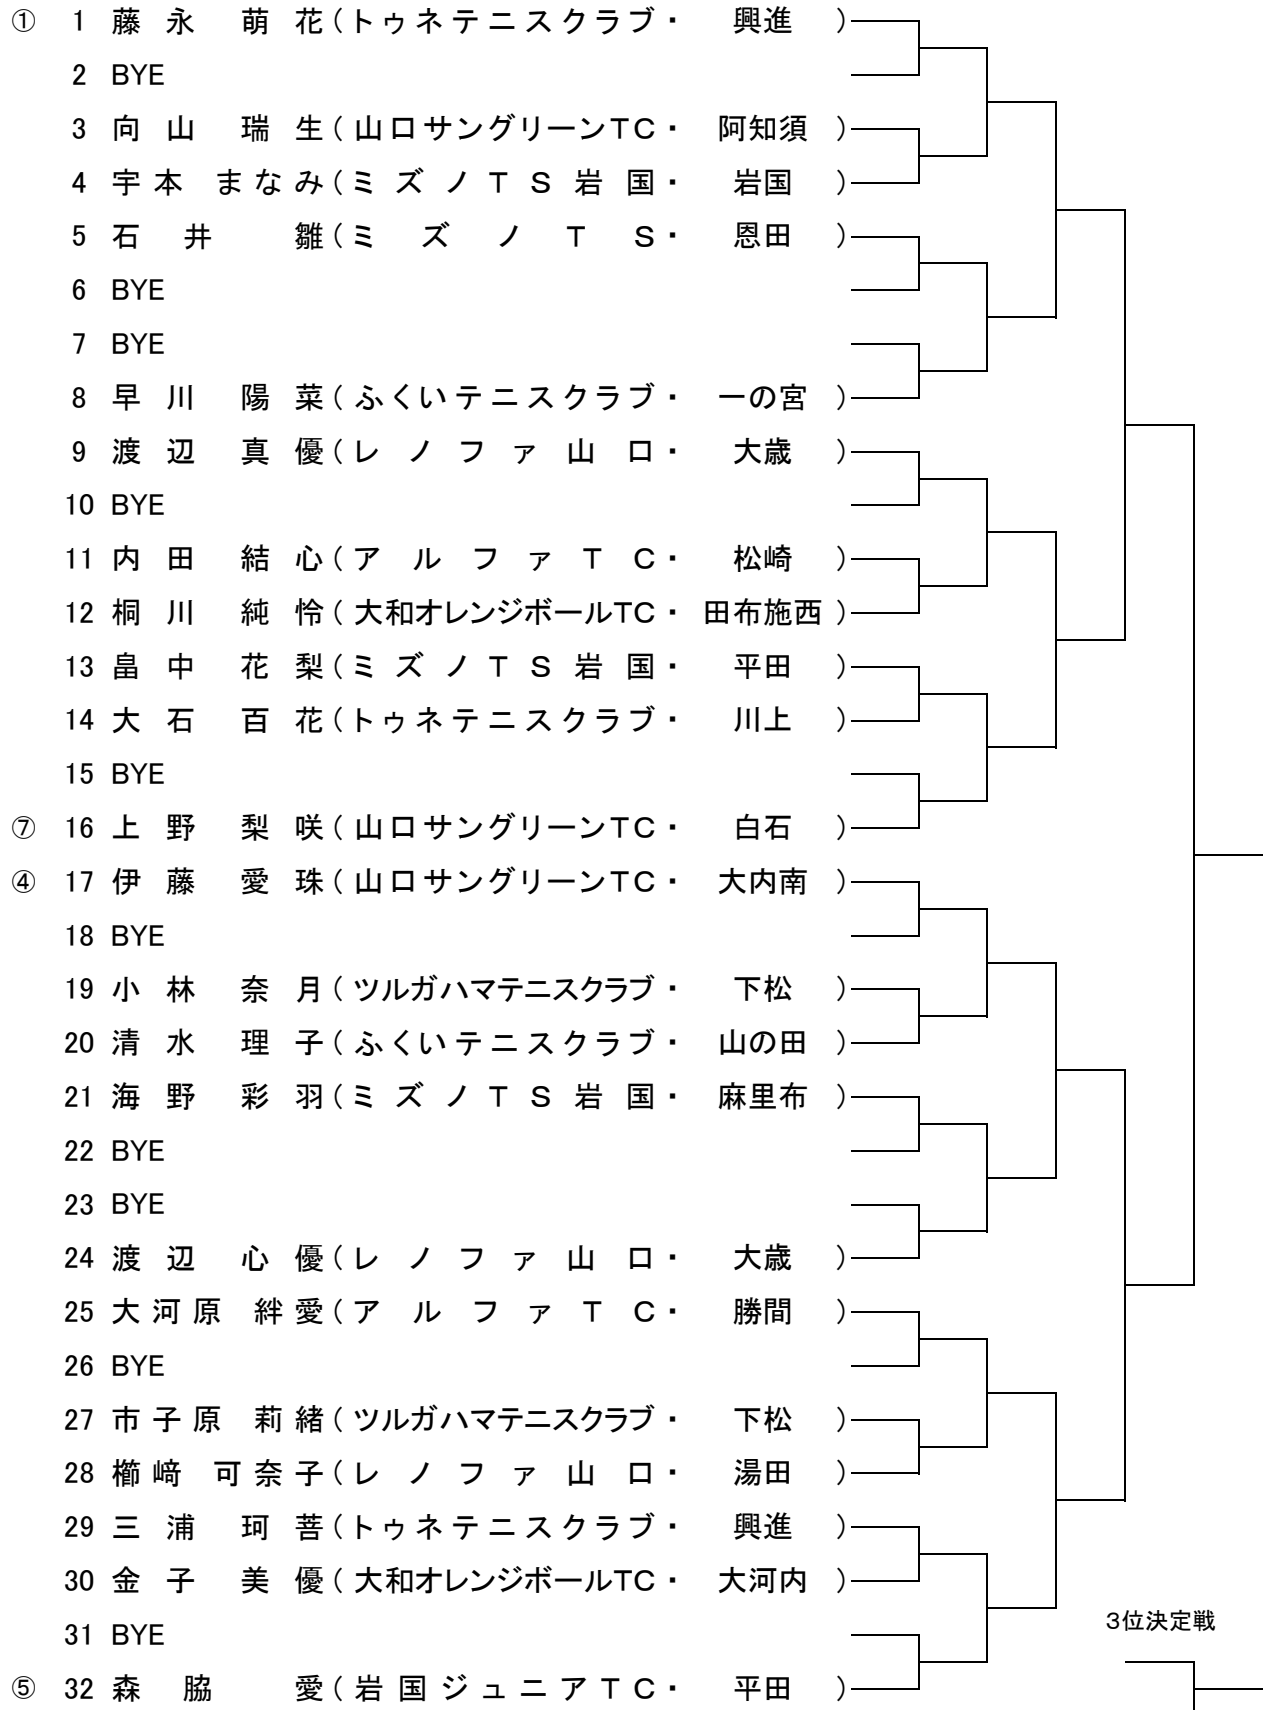 ① 1 藤永 萌花(トゥネテニスクラブ・ 興進 )
2 BYE
3 向山 瑞生(山口サングリーンTC・ 阿知須 )
4 宇本 まなみ(ミズノTS岩国・ 岩国 )
5 石井 雛(ミズノTS・ 恩田 )
6 BYE
7 BYE
8 早川 陽菜(ふくいテニスクラブ・ 一の宮 )
9 渡辺 真優(レノファ山口・ 大歳 )
10 BYE
11 内田 結心(アルファTC・ 松崎 )
12 桐川 純怜(大和オレンジボールTC・ 田布施西 )
13 畠中 花梨(ミズノTS岩国・ 平田 )
14 大石 百花(トゥネテニスクラブ・ 川上 )
15 BYE
⑦ 16 上野 梨咲(山口サングリーンTC・ 白石 )
④ 17 伊藤 愛珠(山口サングリーンTC・ 大内南 )
18 BYE
19 小林 奈月(ツルガハマテニスクラブ・ 下松 )
20 清水 理子(ふくいテニスクラブ・ 山の田 )
21 海野 彩羽(ミズノTS岩国・ 麻里布 )
22 BYE
23 BYE
24 渡辺 心優(レノファ山口・ 大歳 )
25 大河原 絆愛(アルファTC・ 勝間 )
26 BYE
27 市子原 莉緒(ツルガハマテニスクラブ・ 下松 )
28 櫛﨑 可奈子(レノファ山口・ 湯田 )
29 三浦 珂菩(トゥネテニスクラブ・ 興進 )
30 金子 美優(大和オレンジボールTC・ 大河内 )
31 BYE
3位決定戦
⑤ 32 森脇 愛(岩国ジュニアTC・ 平田 )